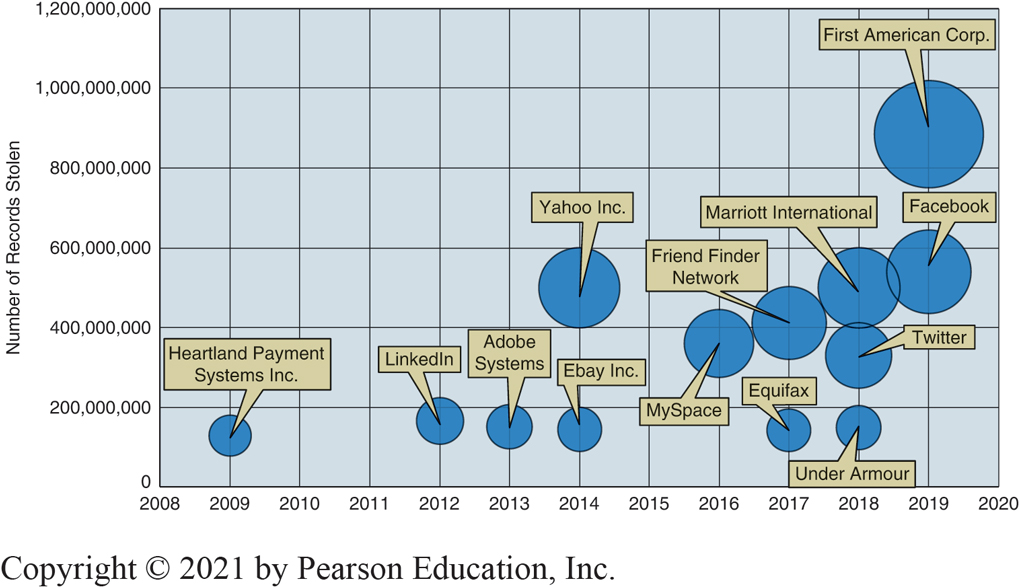 1,200,000,000
1,000,000,000
800,000,000
600,000,000
400,000,000
200,000,000
0
Number of Records Stolen
First American Corp.
Yahoo Inc.
Marriott International
Facebook
Friend Finder
Network
Heartland Payment
Systems Inc.
LinkedIn
Adobe
Systems
Ebay Inc.
Twitter
MySpace
Equifax
Under Armour
2008 2009 2010 2011 2012 2013 2014 2015 2016 2017 2018 2019 2020
Copyright © 2021 by Pearson Education, Inc.